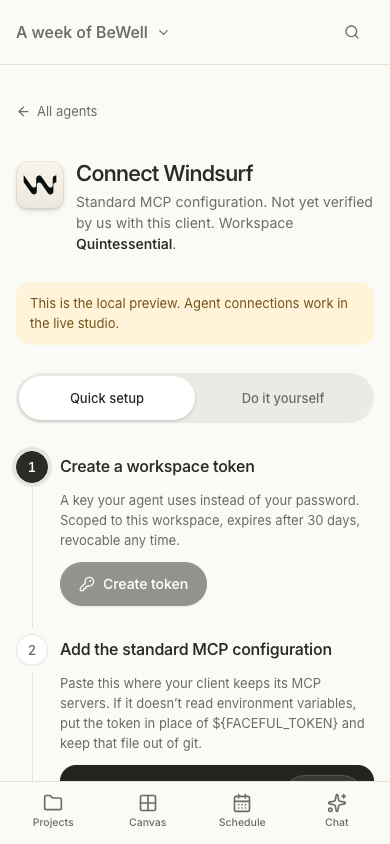 A week of BeWell
All agents
Connect Windsurf
Standard MCP configuration. Not yet verified
by us with this client. Workspace
Quintessential.
This is the local preview. Agent connections work in
the live studio.
Quick setup
Do it yourself
1
Create a workspace token
A key your agent uses instead of your password.
Scoped to this workspace, expires after 30 days,
revocable any time.
Create token
2
Add the standard MCP configuration
Paste this where your client keeps its MCP
servers. If it doesn’t read environment variables,
put the token in place of ${FACEFUL_TOKEN} and
keep that file out of git.
Projects
Canvas
Schedule
Chat